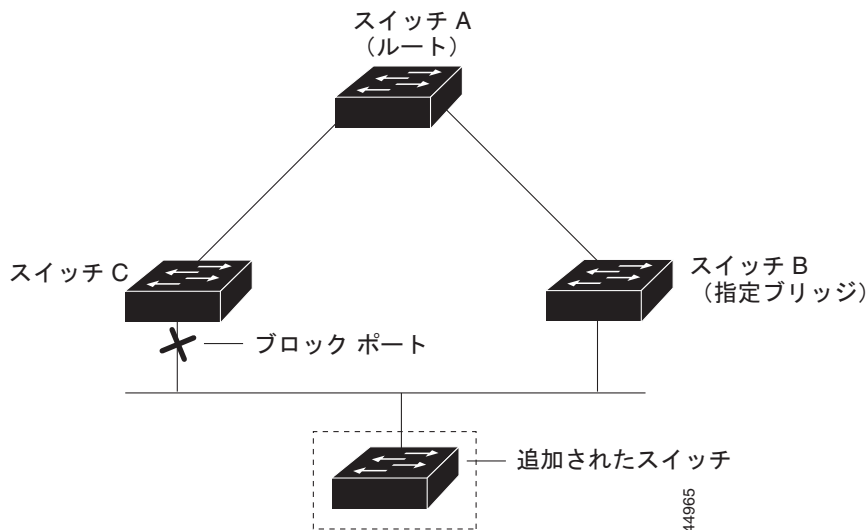 スイッチ A
（ルート）
スイッチ C
スイッチ B
（指定ブリッジ）
ブロック ポート
追加されたスイッチ
44965